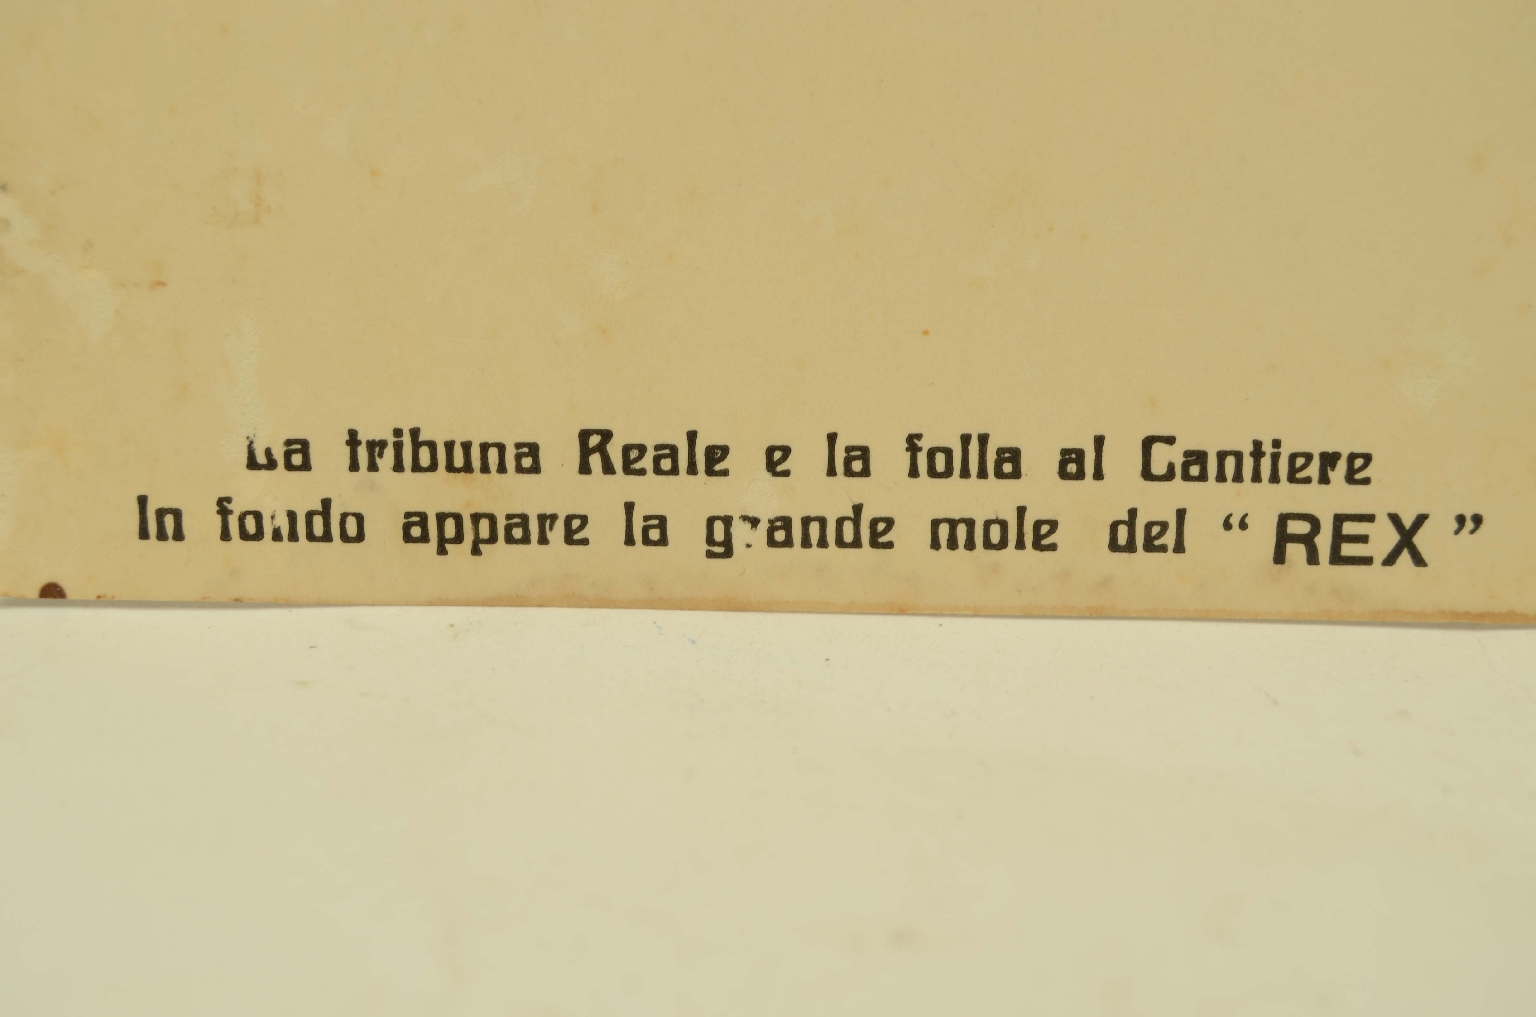 La tribuna Reale e la folla al Cantiere
In fondo appare la grande mole del “ REX ”